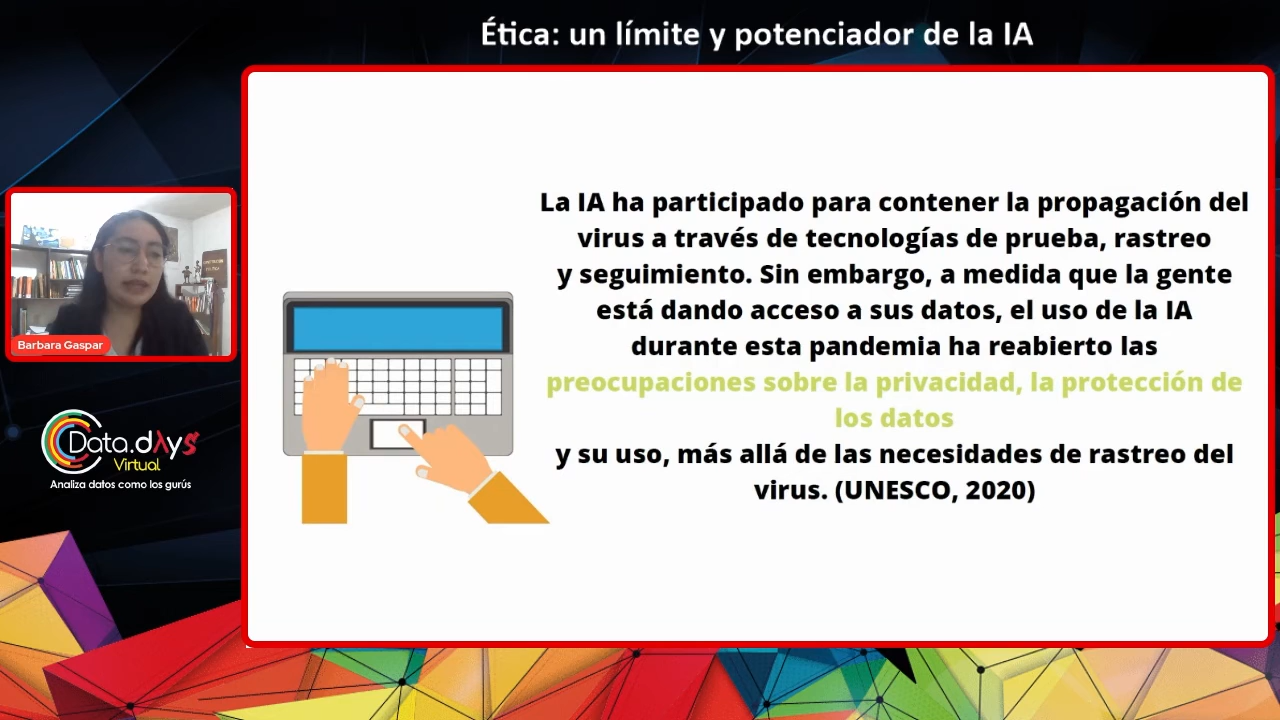 Ética: un límite y potenciador de la IA
La IA ha participado para contener la propagación del
virus a través de tecnologías de prueba, rastreo
y seguimiento. Sin embargo, a medida que la gente
está dando acceso a sus datos, el uso de la IA
durante esta pandemia ha reabierto las
preocupaciones sobre la privacidad, la protección de
los datos
y su uso, más allá de las necesidades de rastreo del
virus. (UNESCO, 2020)
Barbara Gaspar
Data.dAys
Virtual
Analiza datos como los gurús